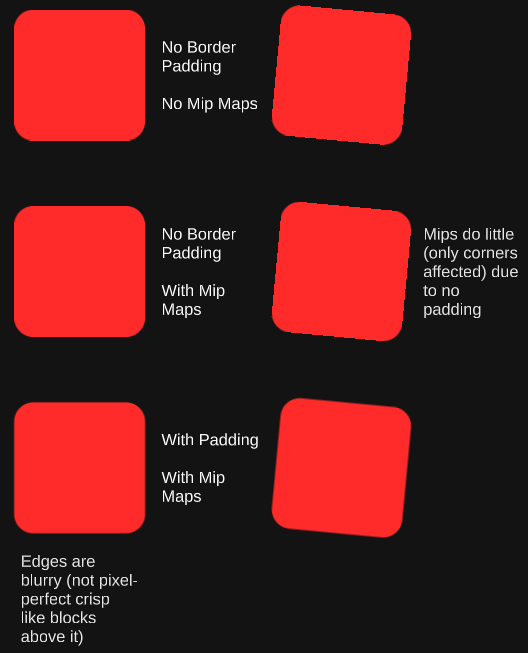 No Border
Padding
No Mip Maps
No Border
Padding
With Mip
Maps
Mips do little
(only corners
affected) due
to no
padding
With Padding
With Mip
Maps
Edges are
blurry (not pixel-
perfect crisp
like blocks
above it)